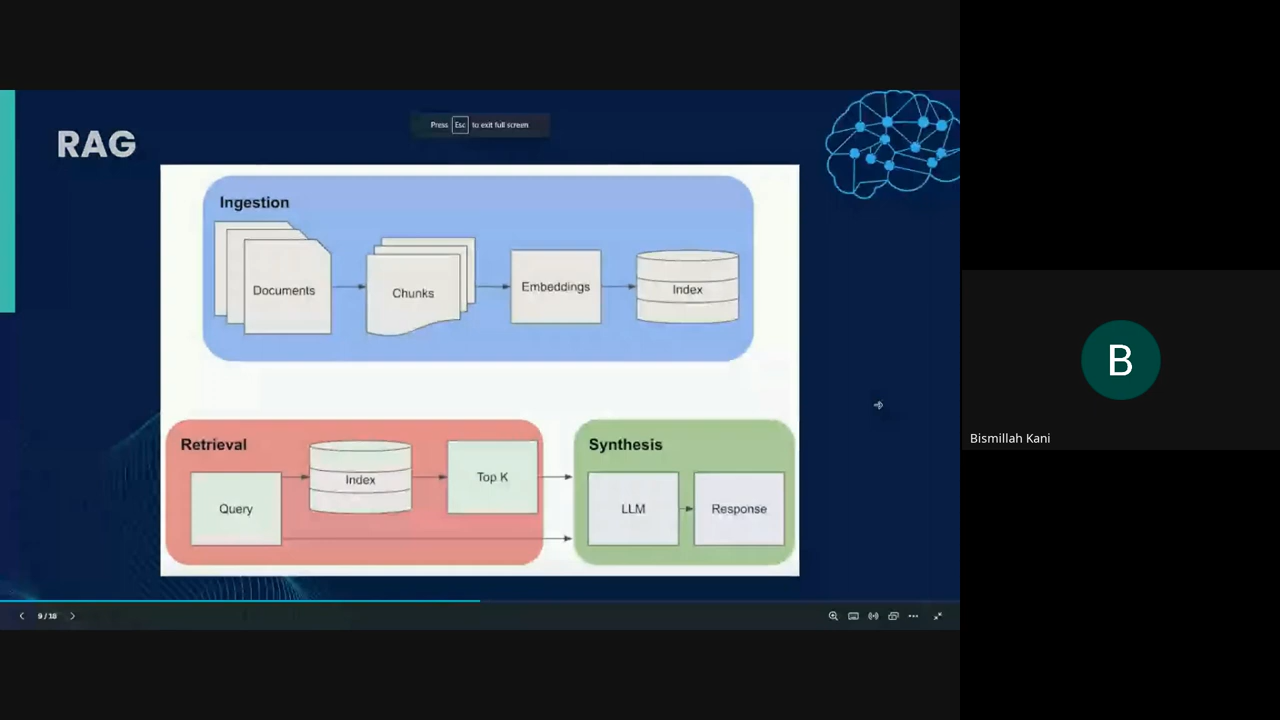 RAG
Press Esc to exit full screen
Ingestion
Documents
Chunks
Embeddings
Index
Retrieval
Query
Index
Top K
Synthesis
LLM
Response
9 / 18
B
Bismillah Kani